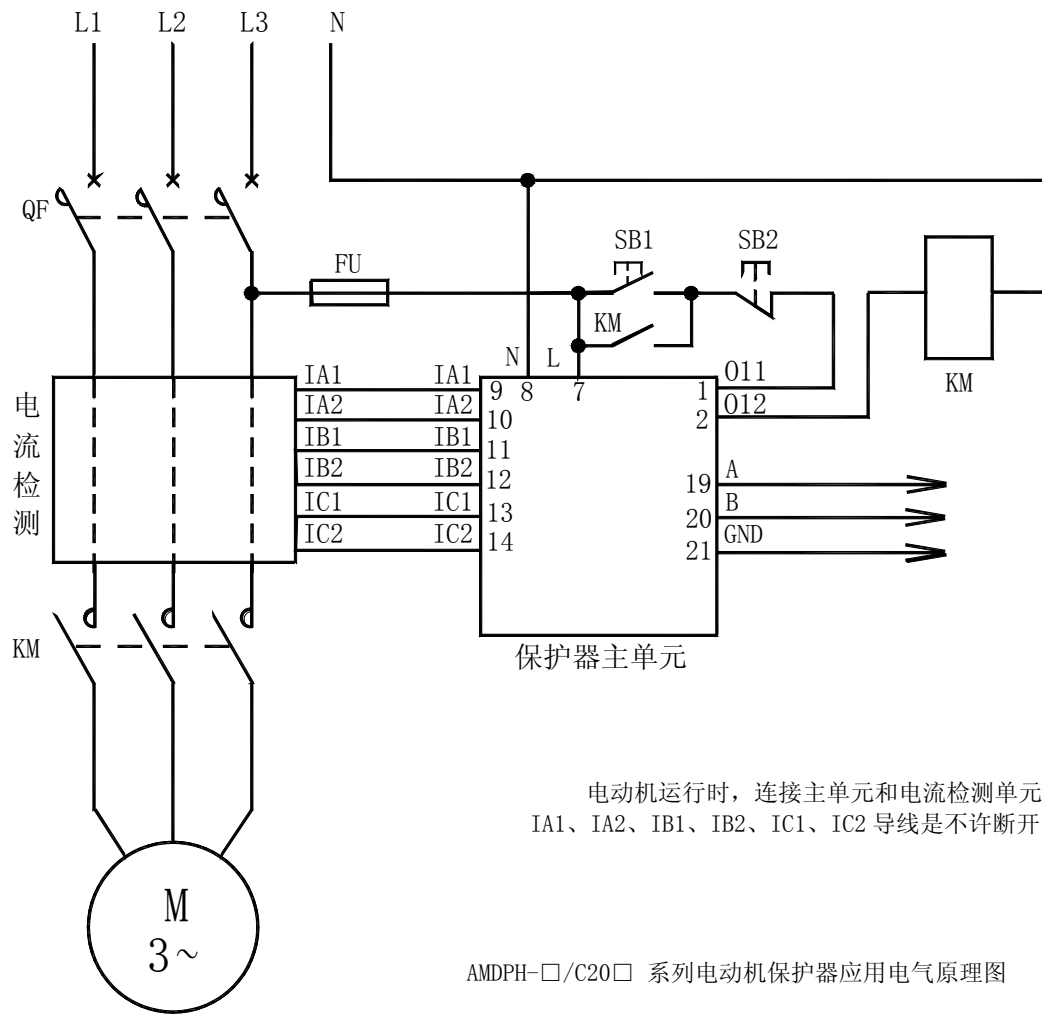 L1 L2 L3 N
QF
SB1 SB2
FU
KM
N L
KM
IA1 IA1 9 8 7 1 O11
IA2 IA2 10 2 O12
IB1 IB1 11
IB2 IB2 12 19 A
IC1 IC1 13 20 B
IC2 IC2 14 21 GND
电流检测
KM
保护器主单元
电动机运行时，连接主单元和电流检测单元
IA1、IA2、IB1、IB2、IC1、IC2 导线是不许断开
M
3～
AMDPH-□/C20□ 系列电动机保护器应用电气原理图